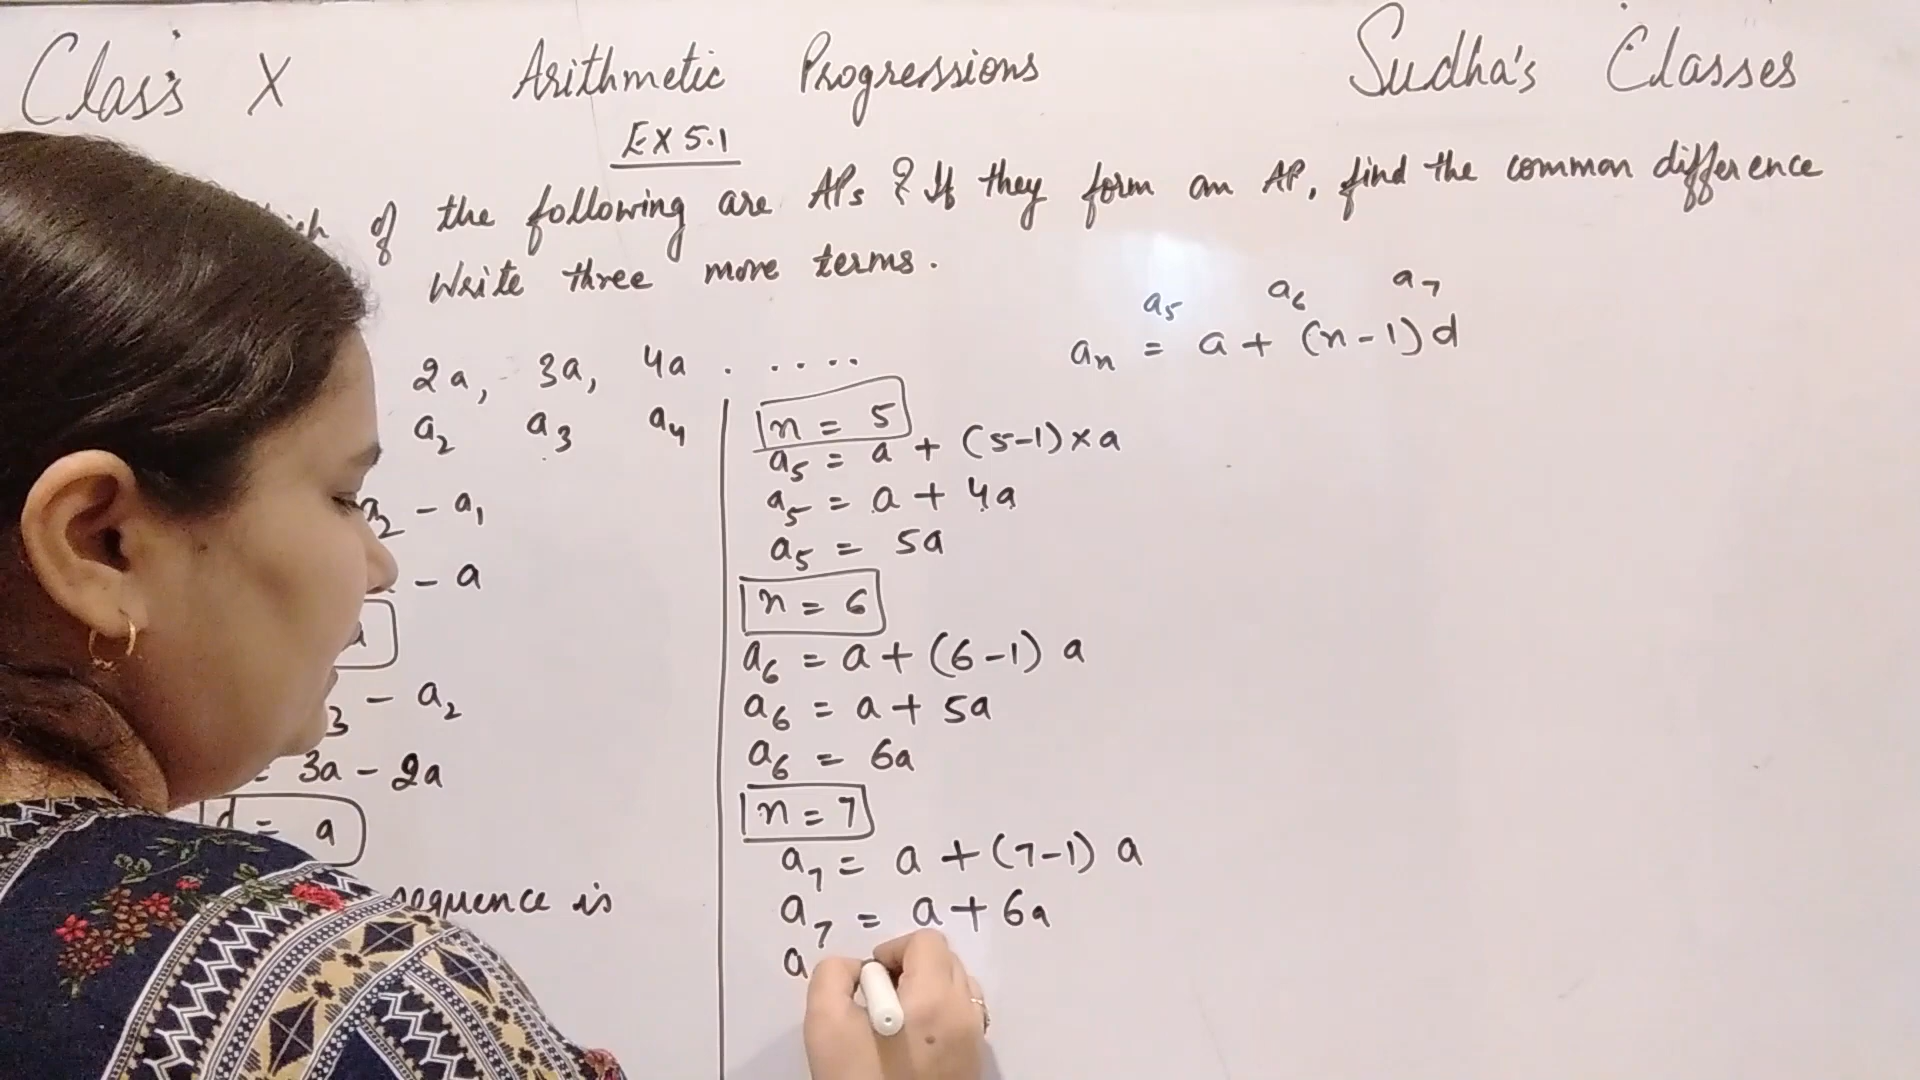 Class X Arithmetic Progressions Sudha's Classes
EX 5.1
of the following are APs ? If they form an AP, find the common difference
Write three more terms.
a5 a6 a7
an = a + (n-1)d
2a, 3a, 4a . . . . .
a2 a3 a4
a2 - a1
- a
a
3 - a2
= 3a - 2a
d = a
sequence is
n = 5
a5 = a + (5-1)×a
a5 = a + 4a
a5 = 5a
n = 6
a6 = a + (6-1) a
a6 = a + 5a
a6 = 6a
n = 7
a7 = a + (7-1) a
a7 = a + 6a
a